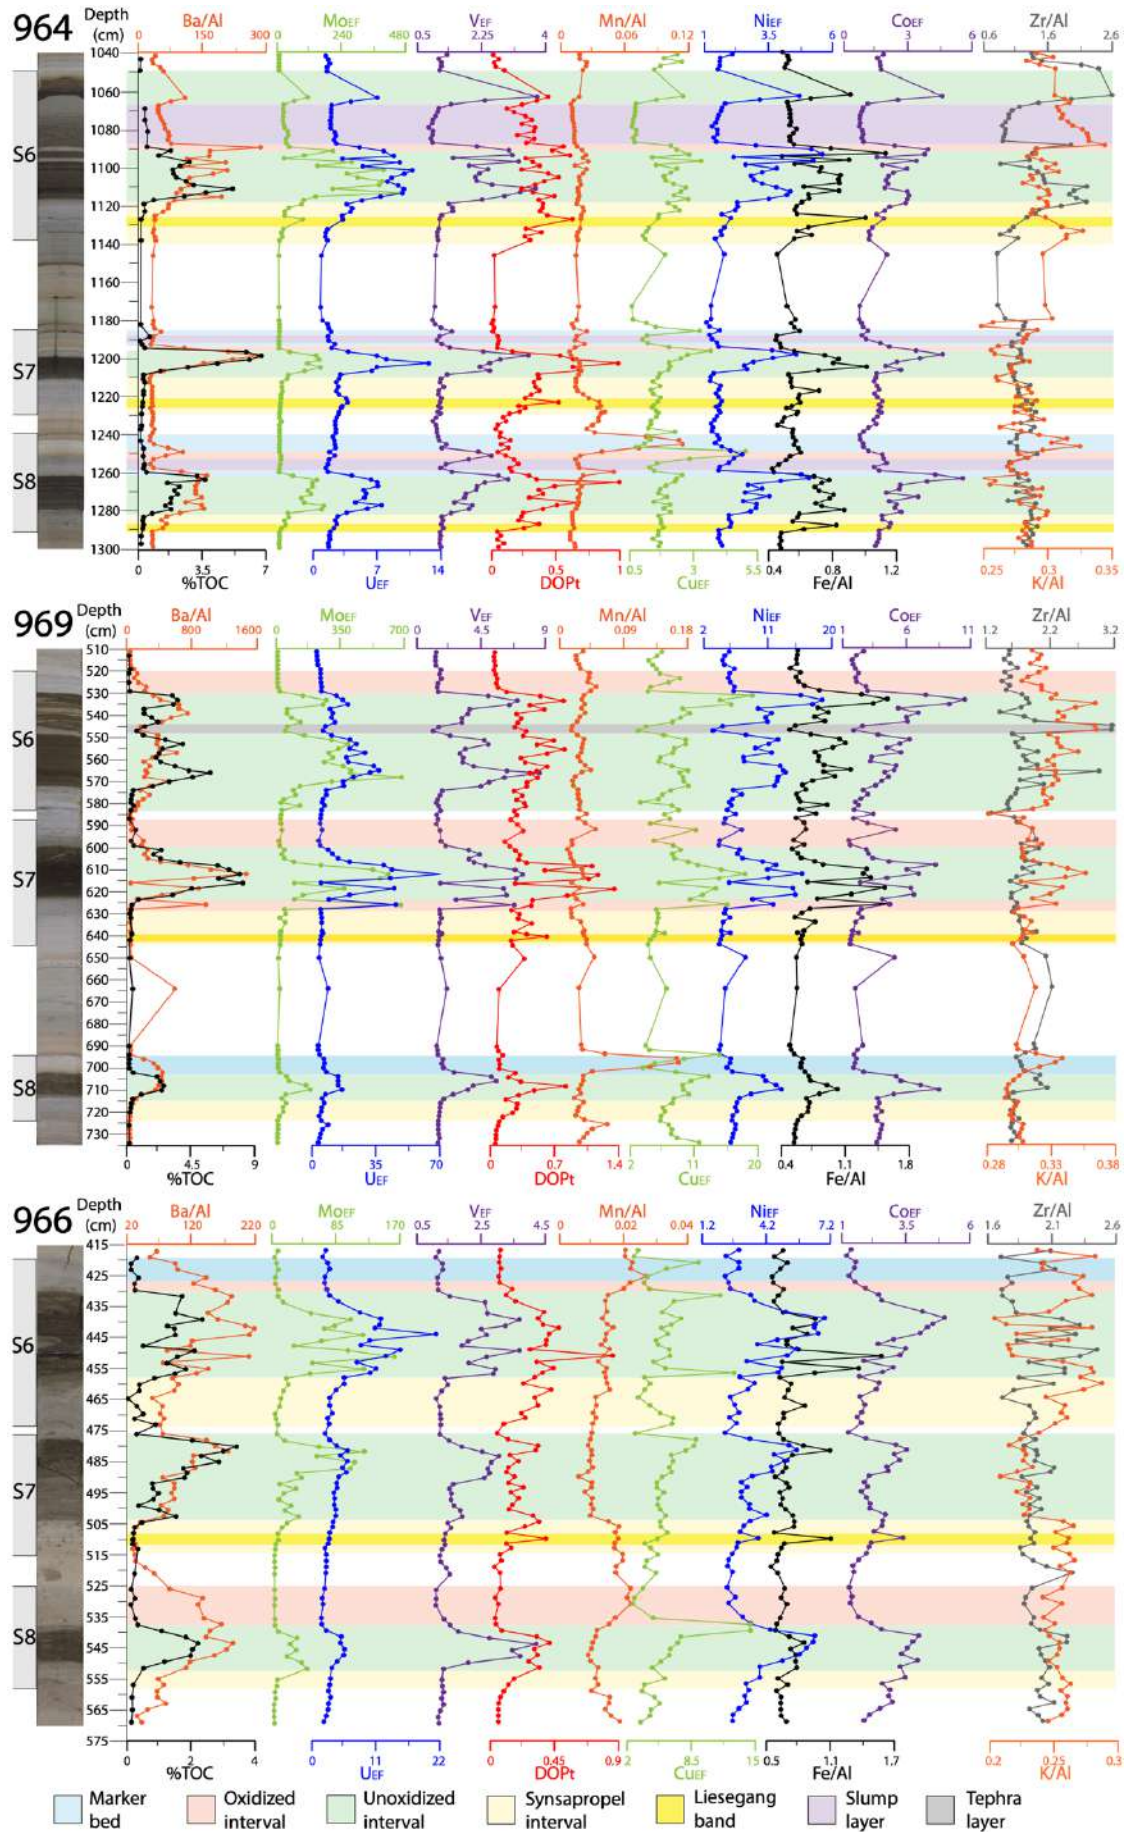 964 Depth (cm) Ba/Al MoEF VEF Mn/Al NiEF CoEF Zr/Al
0 150 300 0 240 480 0.5 2.25 4 0 0.06 0.12 1 3.5 6 0 3 6 0.6 1.6 2.6
1040
1060
1080
S6
1100
1120
1140
1160
1180
1200
S7
1220
1240
1260
S8
1280
1300
0 3.5 7 0 7 14 0 0.5 1 0.5 3 5.5 0.4 0.8 1.2 0.25 0.3 0.35
%TOC UEF DOPt CuEF Fe/Al K/Al
969 Depth (cm) Ba/Al MoEF VEF Mn/Al NiEF CoEF Zr/Al
0 800 1600 0 350 700 0 4.5 9 0 0.09 0.18 2 11 20 1 6 11 1.2 2.2 3.2
510
520
530
540
S6
550
560
570
580
590
600
S7
610
620
630
640
650
660
670
680
690
700
S8
710
720
730
0 4.5 9 0 35 70 0 0.7 1.4 2 11 20 0.4 1.1 1.8 0.28 0.33 0.38
%TOC UEF DOPt CuEF Fe/Al K/Al
966 Depth (cm) Ba/Al MoEF VEF Mn/Al NiEF CoEF Zr/Al
20 120 220 0 85 170 0.5 2.5 4.5 0 0.02 0.04 1.2 4.2 7.2 1 3.5 6 1.6 2.1 2.6
415
425
435
S6
445
455
465
475
485
S7
495
505
515
525
535
S8
545
555
565
575
0 2 4 0 11 22 0 0.45 0.9 2 8.5 15 0.5 1.1 1.7 0.2 0.25 0.3
%TOC UEF DOPt CuEF Fe/Al K/Al
Marker bed
Oxidized interval
Unoxidized interval
Synsapropel interval
Liesegang band
Slump layer
Tephra layer